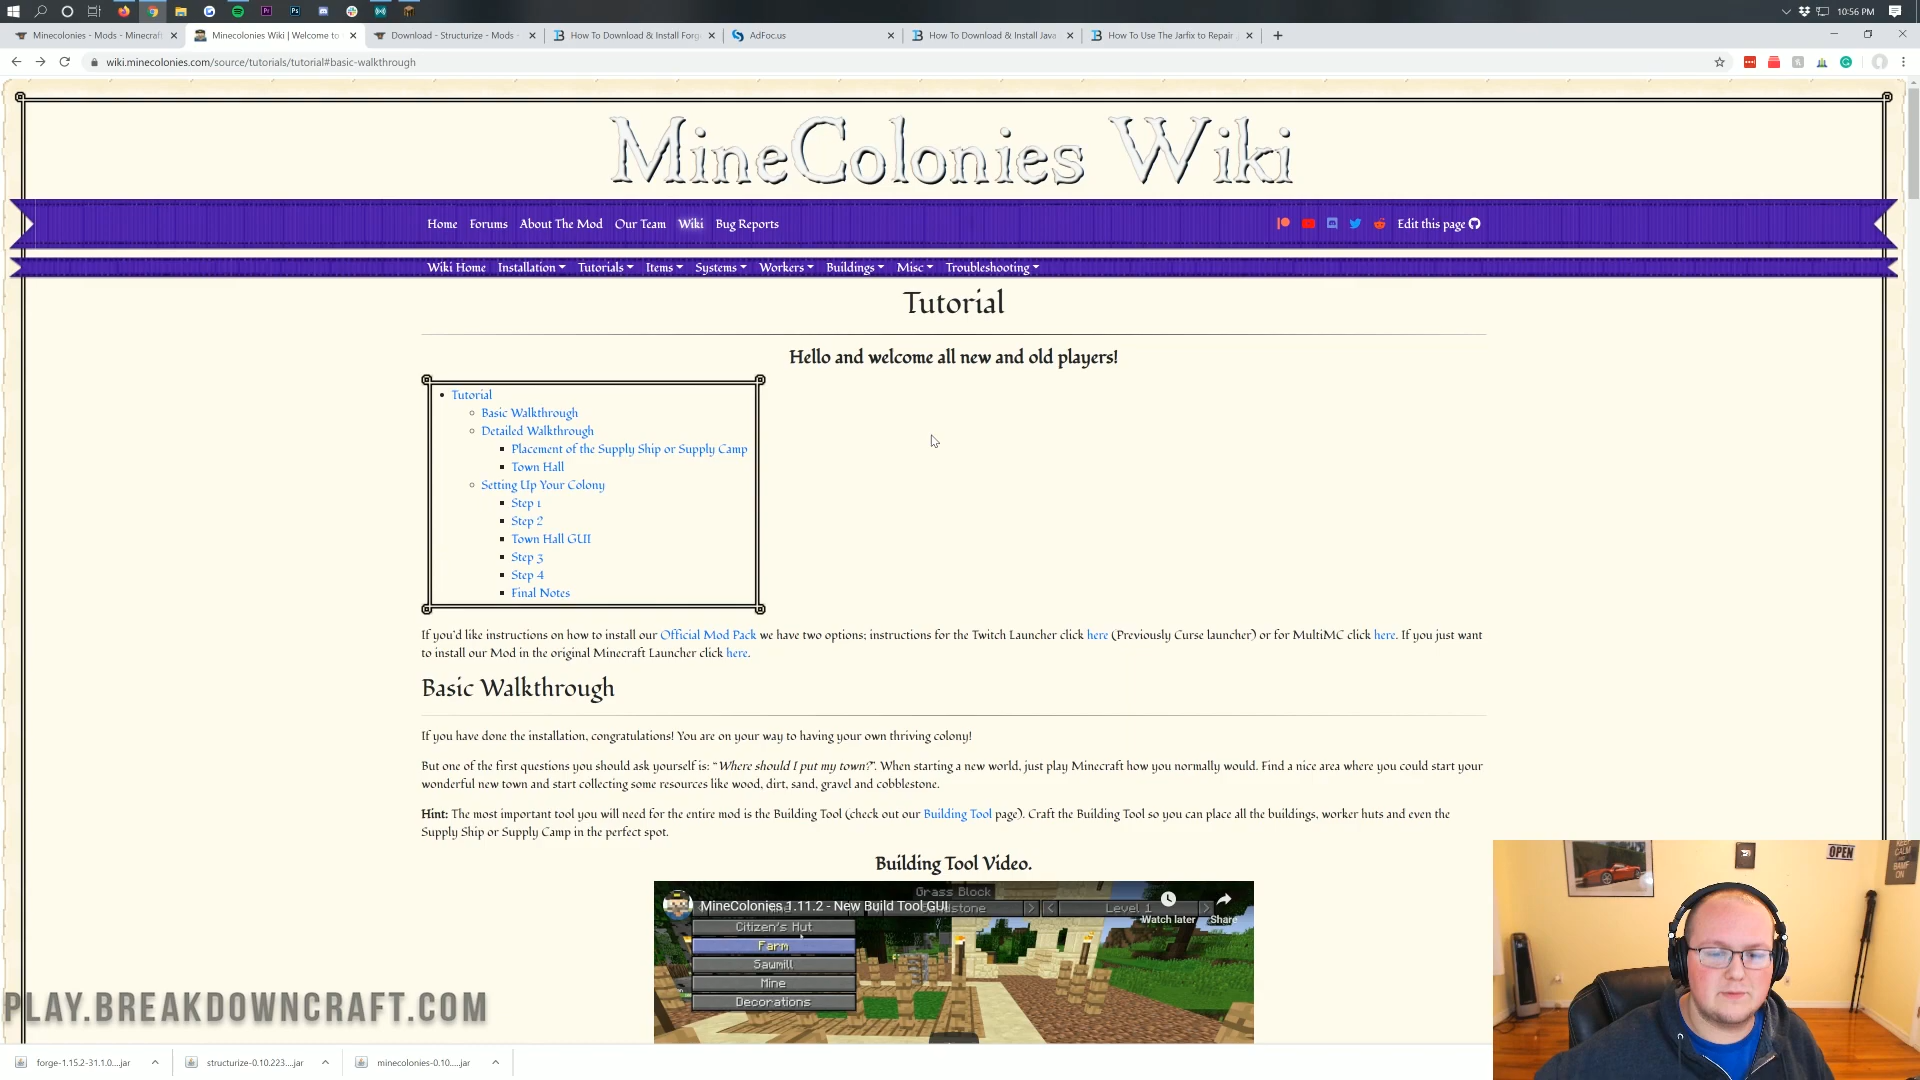 10:56 PM
Minecolonies - Mods - Minecraft
Minecolonies Wiki | Welcome to
Download - Structurize - Mods -
How To Download & Install Forg
AdFoc.us
How To Download & Install Java
How To Use The Jarfix to Repair
wiki.minecolonies.com/source/tutorials/tutorial#basic-walkthrough
MineColonies Wiki
Home Forums About The Mod Our Team Wiki Bug Reports Edit this page
Wiki Home Installation Tutorials Items Systems Workers Buildings Misc Troubleshooting
Tutorial
Hello and welcome all new and old players!
Tutorial
Basic Walkthrough
Detailed Walkthrough
Placement of the Supply Ship or Supply Camp
Town Hall
Setting Up Your Colony
Step 1
Step 2
Town Hall GUI
Step 3
Step 4
Final Notes
If you'd like instructions on how to install our Official Mod Pack we have two options; instructions for the Twitch Launcher click here (Previously Curse launcher) or for MultiMC click here. If you just want
to install our Mod in the original Minecraft Launcher click here.
Basic Walkthrough
If you have done the installation, congratulations! You are on your way to having your own thriving colony!
But one of the first questions you should ask yourself is: "Where should I put my town?". When starting a new world, just play Minecraft how you normally would. Find a nice area where you could start your
wonderful new town and start collecting some resources like wood, dirt, sand, gravel and cobblestone.
Hint: The most important tool you will need for the entire mod is the Building Tool (check out our Building Tool page). Craft the Building Tool so you can place all the buildings, worker huts and even the
Supply Ship or Supply Camp in the perfect spot.
Building Tool Video.
Grass Block
MineColonies 1.11.2 - New Build Tool GUI
Level 1
Watch later
Share
Citizen's Hut
Farm
Sawmill
Mine
Decorations
OPEN
KEEP
CALM
AND
PLAY.BREAKDOWNCRAFT.COM
forge-1.15.2-31.1.0....jar
structurize-0.10.223....jar
minecolonies-0.10.....jar